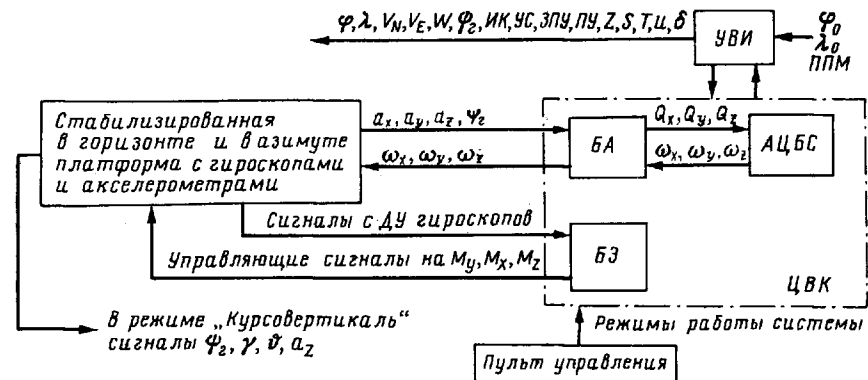 φ, λ, V_N, V_E, W, ψ_г, ИК, УС, ЗПУ, ПУ, Z, S, T, u, δ
УВИ
φ_0
λ_0
ППМ
Стабилизированная
в горизонте и в азимуте
платформа с гироскопами
и акселерометрами
a_x, a_y, a_z, ψ_г
ω_x, ω_y, ω_z
БА
Q_x, Q_y, Q_z
ω_x, ω_y, ω_z
АЦБС
Сигналы с ДУ гироскопов
Управляющие сигналы на M_y, M_x, M_z
БЭ
ЦВК
В режиме „Курсовертикаль“
сигналы ψ_г, γ, ϑ, a_z
Режимы работы системы
Пульт управления